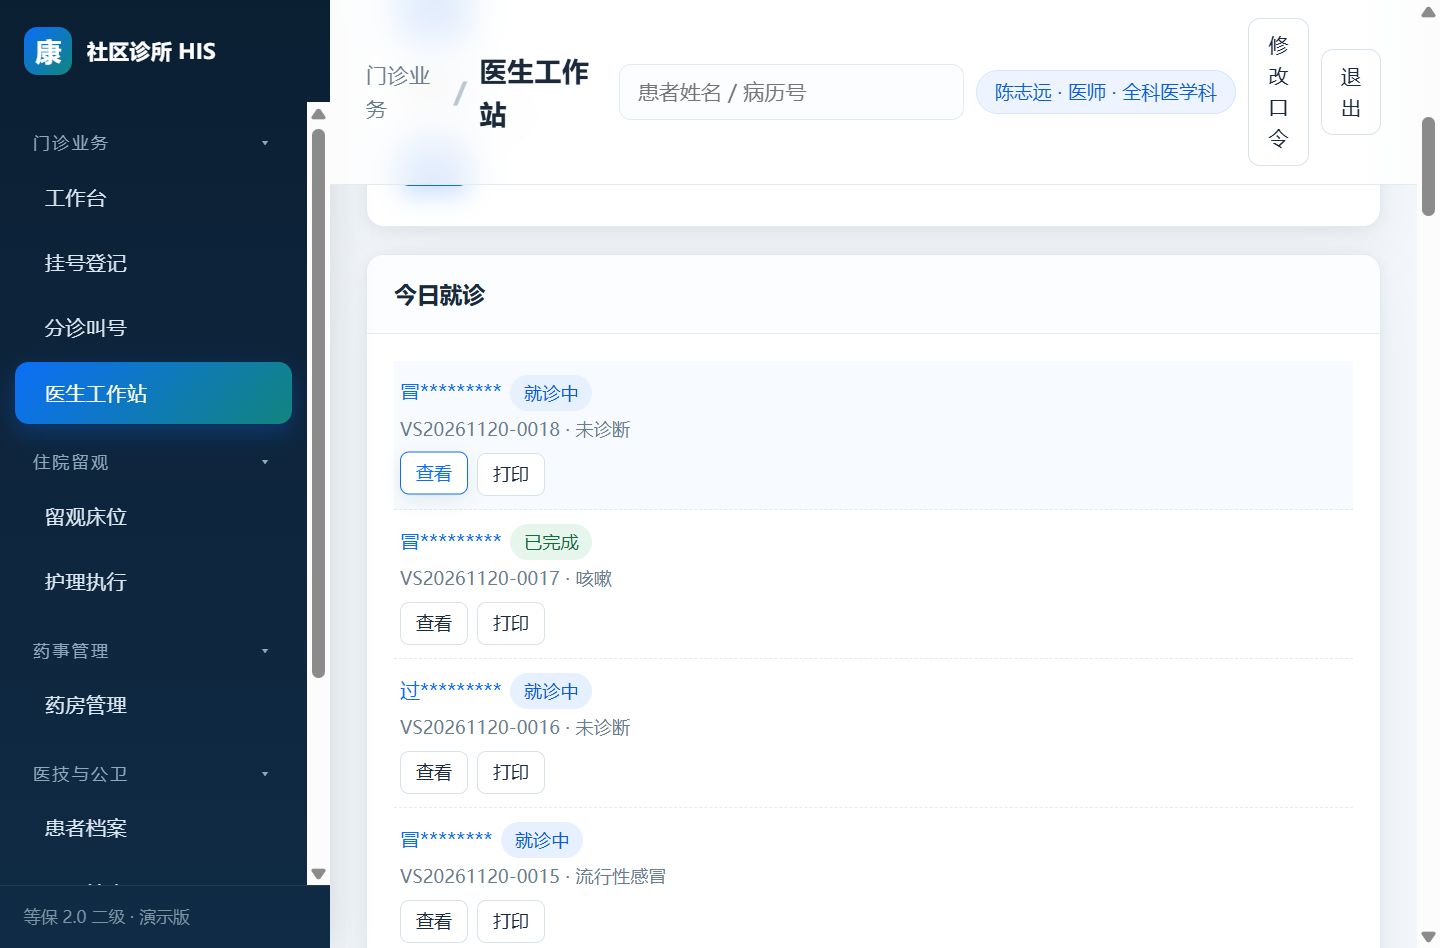 康 社区诊所 HIS
门诊业务
工作台
挂号登记
分诊叫号
医生工作站
住院留观
留观床位
护理执行
药事管理
药房管理
医技与公卫
患者档案
等保 2.0 二级 · 演示版
门诊业
务
/
医生工作
站
患者姓名 / 病历号
陈志远 · 医师 · 全科医学科
修
改
口
令
退
出
今日就诊
冒********* 就诊中
VS20261120-0018 · 未诊断
查看 打印
冒********* 已完成
VS20261120-0017 · 咳嗽
查看 打印
过********* 就诊中
VS20261120-0016 · 未诊断
查看 打印
冒******** 就诊中
VS20261120-0015 · 流行性感冒
查看 打印